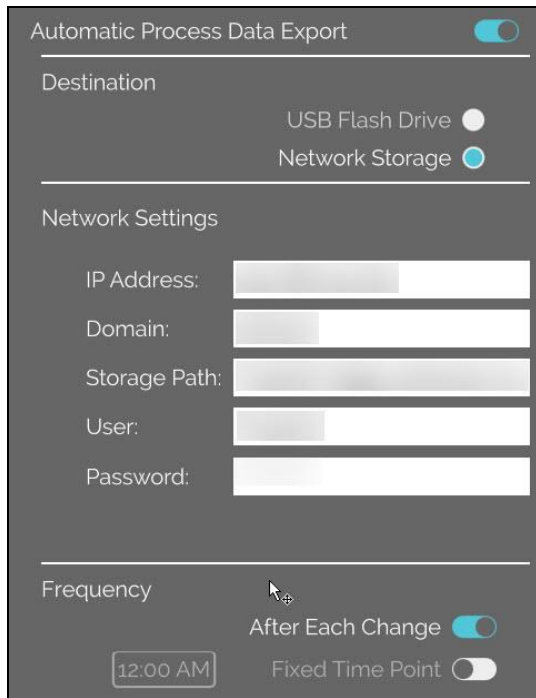 Automatic Process Data Export
Destination
USB Flash Drive
Network Storage
Network Settings
IP Address:
Domain:
Storage Path:
User:
Password:
Frequency
After Each Change
12:00 AM Fixed Time Point